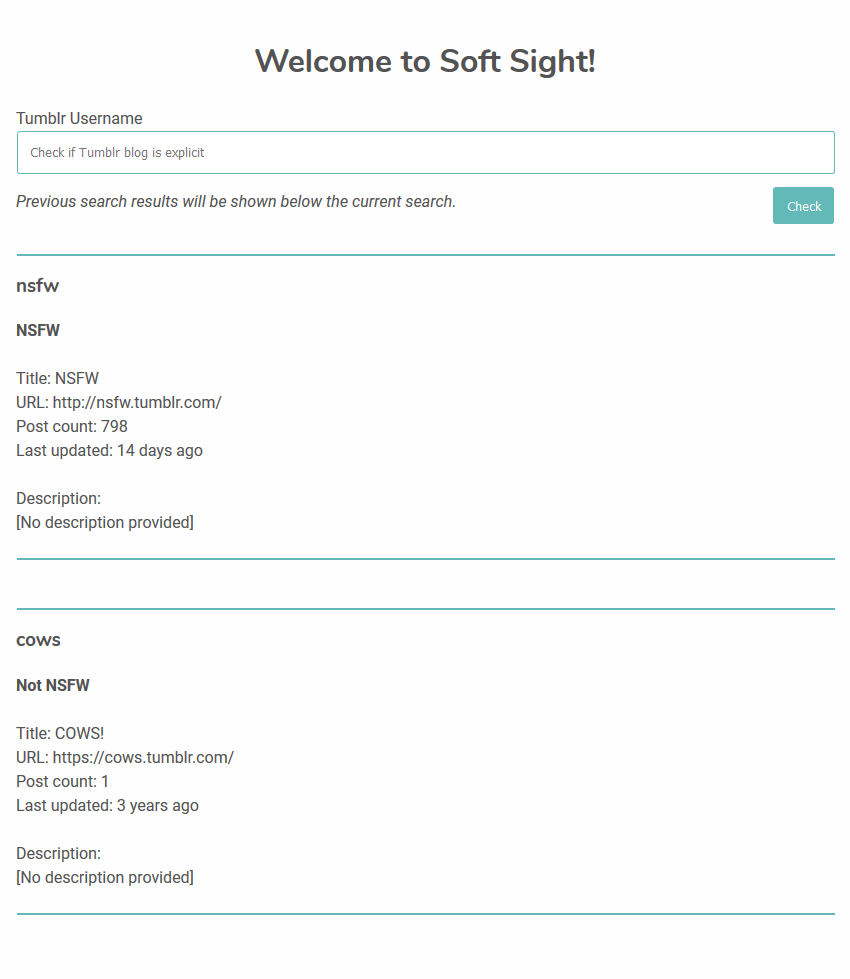 Welcome to Soft Sight!
Tumblr Username
Check if Tumblr blog is explicit
Previous search results will be shown below the current search.
Check
nsfw
NSFW
Title: NSFW
URL: http://nsfw.tumblr.com/
Post count: 798
Last updated: 14 days ago
Description:
[No description provided]
cows
Not NSFW
Title: COWS!
URL: https://cows.tumblr.com/
Post count: 1
Last updated: 3 years ago
Description:
[No description provided]